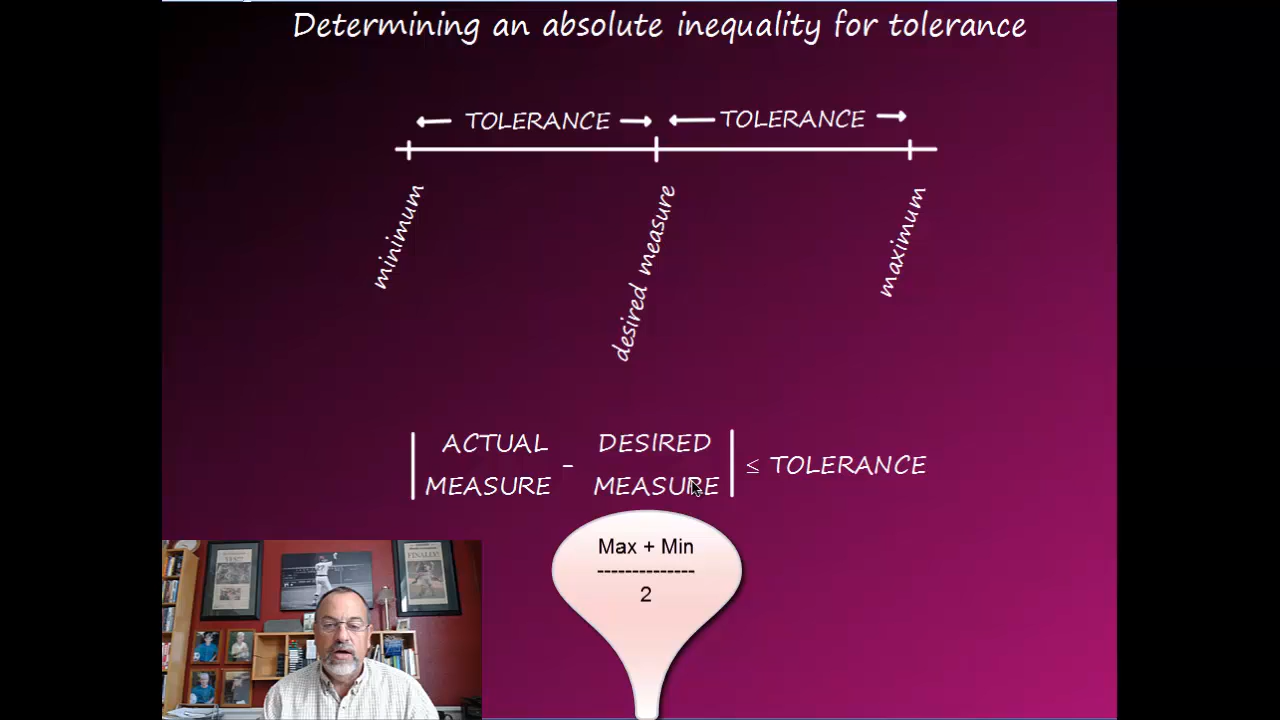 Determining an absolute inequality for tolerance
TOLERANCE TOLERANCE
minimum
desired measure
maximum
ACTUAL MEASURE - DESIRED MEASURE ≤ TOLERANCE
Max + Min
--------------
2
FINALLY!